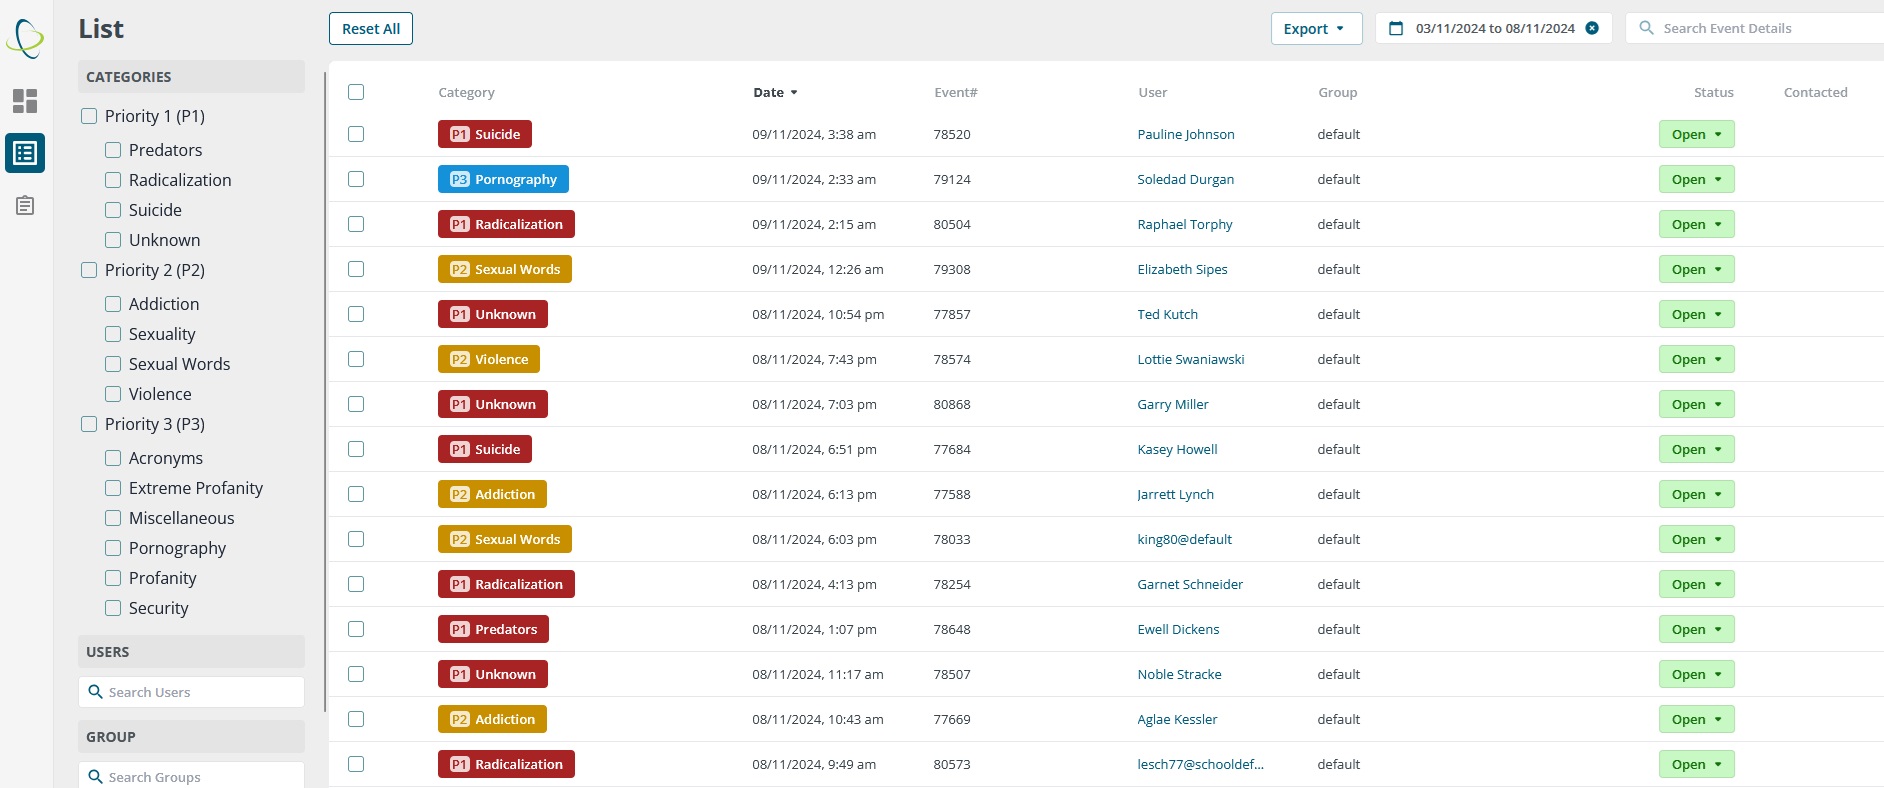 List
Reset All
Export
03/11/2024 to 08/11/2024
Search Event Details
CATEGORIES
Priority 1 (P1)
Predators
Radicalization
Suicide
Unknown
Priority 2 (P2)
Addiction
Sexuality
Sexual Words
Violence
Priority 3 (P3)
Acronyms
Extreme Profanity
Miscellaneous
Pornography
Profanity
Security
USERS
Search Users
GROUP
Search Groups
Category Date Event# User Group Status Contacted
P1 Suicide 09/11/2024, 3:38 am 78520 Pauline Johnson default Open
P3 Pornography 09/11/2024, 2:33 am 79124 Soledad Durgan default Open
P1 Radicalization 09/11/2024, 2:15 am 80504 Raphael Torphy default Open
P2 Sexual Words 09/11/2024, 12:26 am 79308 Elizabeth Sipes default Open
P1 Unknown 08/11/2024, 10:54 pm 77857 Ted Kutch default Open
P2 Violence 08/11/2024, 7:43 pm 78574 Lottie Swaniawski default Open
P1 Unknown 08/11/2024, 7:03 pm 80868 Garry Miller default Open
P1 Suicide 08/11/2024, 6:51 pm 77684 Kasey Howell default Open
P2 Addiction 08/11/2024, 6:13 pm 77588 Jarrett Lynch default Open
P2 Sexual Words 08/11/2024, 6:03 pm 78033 king80@default default Open
P1 Radicalization 08/11/2024, 4:13 pm 78254 Garnet Schneider default Open
P1 Predators 08/11/2024, 1:07 pm 78648 Ewell Dickens default Open
P1 Unknown 08/11/2024, 11:17 am 78507 Noble Stracke default Open
P2 Addiction 08/11/2024, 10:43 am 77669 Aglae Kessler default Open
P1 Radicalization 08/11/2024, 9:49 am 80573 lesch77@schooldef... default Open